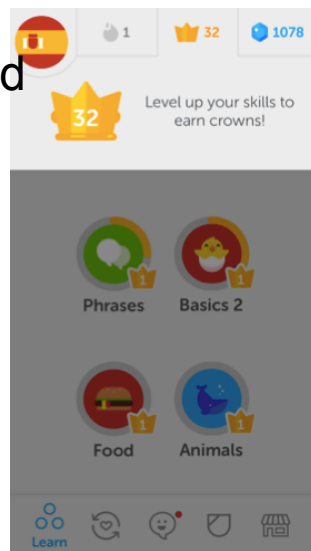 1
32
1078
d
32
Level up your skills to
earn crowns!
1
1
Phrases
Basics 2
1
1
Food
Animals
Learn